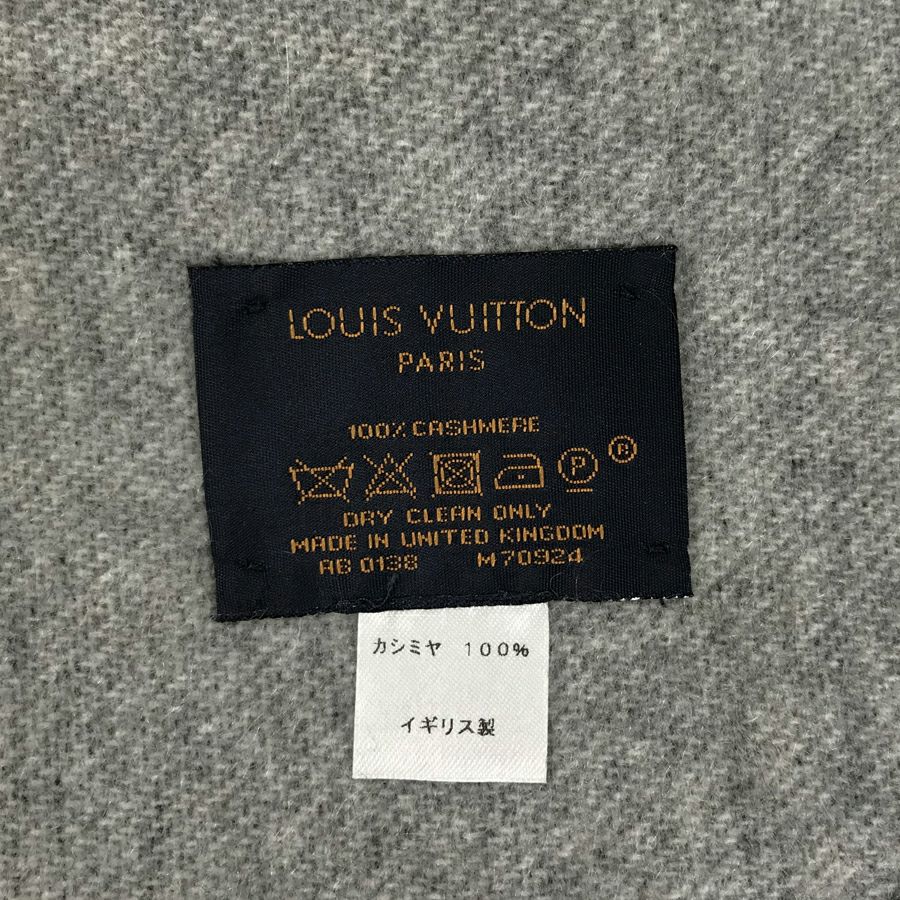 LOUIS VUITTON
PARIS
100% CASHMERE
P ®
DRY CLEAN ONLY
MADE IN UNITED KINGDOM
AB 0138 M70924
カシミヤ 100%
イギリス製